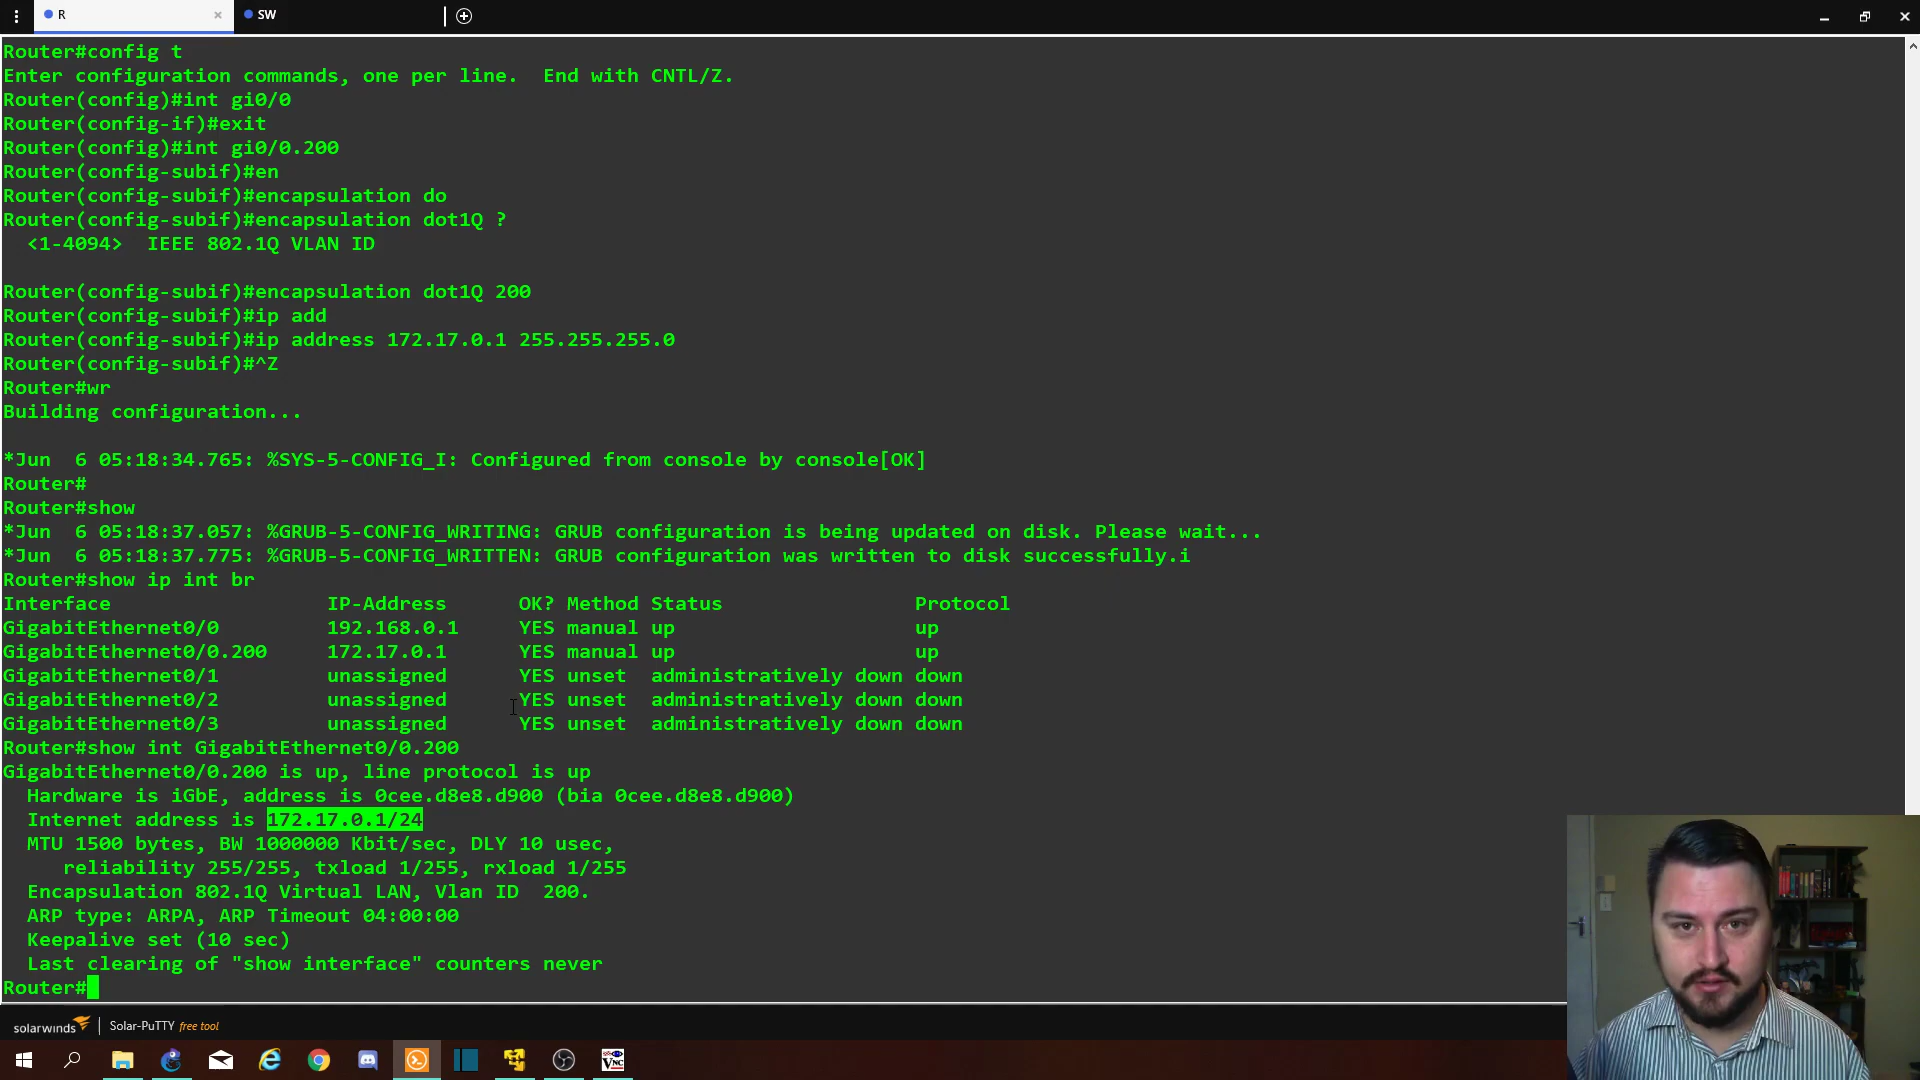 R
SW
Router#config t
Enter configuration commands, one per line.  End with CNTL/Z.
Router(config)#int gi0/0
Router(config-if)#exit
Router(config)#int gi0/0.200
Router(config-subif)#en
Router(config-subif)#encapsulation do
Router(config-subif)#encapsulation dot1Q ?
  <1-4094>  IEEE 802.1Q VLAN ID
Router(config-subif)#encapsulation dot1Q 200
Router(config-subif)#ip add
Router(config-subif)#ip address 172.17.0.1 255.255.255.0
Router(config-subif)#^Z
Router#wr
Building configuration...
*Jun  6 05:18:34.765: %SYS-5-CONFIG_I: Configured from console by console[OK]
Router#
Router#show
*Jun  6 05:18:37.057: %GRUB-5-CONFIG_WRITING: GRUB configuration is being updated on disk. Please wait...
*Jun  6 05:18:37.775: %GRUB-5-CONFIG_WRITTEN: GRUB configuration was written to disk successfully.i
Router#show ip int br
Interface                  IP-Address      OK? Method Status                Protocol
GigabitEthernet0/0         192.168.0.1     YES manual up                    up
GigabitEthernet0/0.200     172.17.0.1      YES manual up                    up
GigabitEthernet0/1         unassigned      YES unset  administratively down down
GigabitEthernet0/2         unassigned      YES unset  administratively down down
GigabitEthernet0/3         unassigned      YES unset  administratively down down
Router#show int GigabitEthernet0/0.200
GigabitEthernet0/0.200 is up, line protocol is up
  Hardware is iGbE, address is 0cee.d8e8.d900 (bia 0cee.d8e8.d900)
  Internet address is 172.17.0.1/24
  MTU 1500 bytes, BW 1000000 Kbit/sec, DLY 10 usec,
     reliability 255/255, txload 1/255, rxload 1/255
  Encapsulation 802.1Q Virtual LAN, Vlan ID  200.
  ARP type: ARPA, ARP Timeout 04:00:00
  Keepalive set (10 sec)
  Last clearing of "show interface" counters never
Router#
solarwinds | Solar-PuTTY free tool
VNC